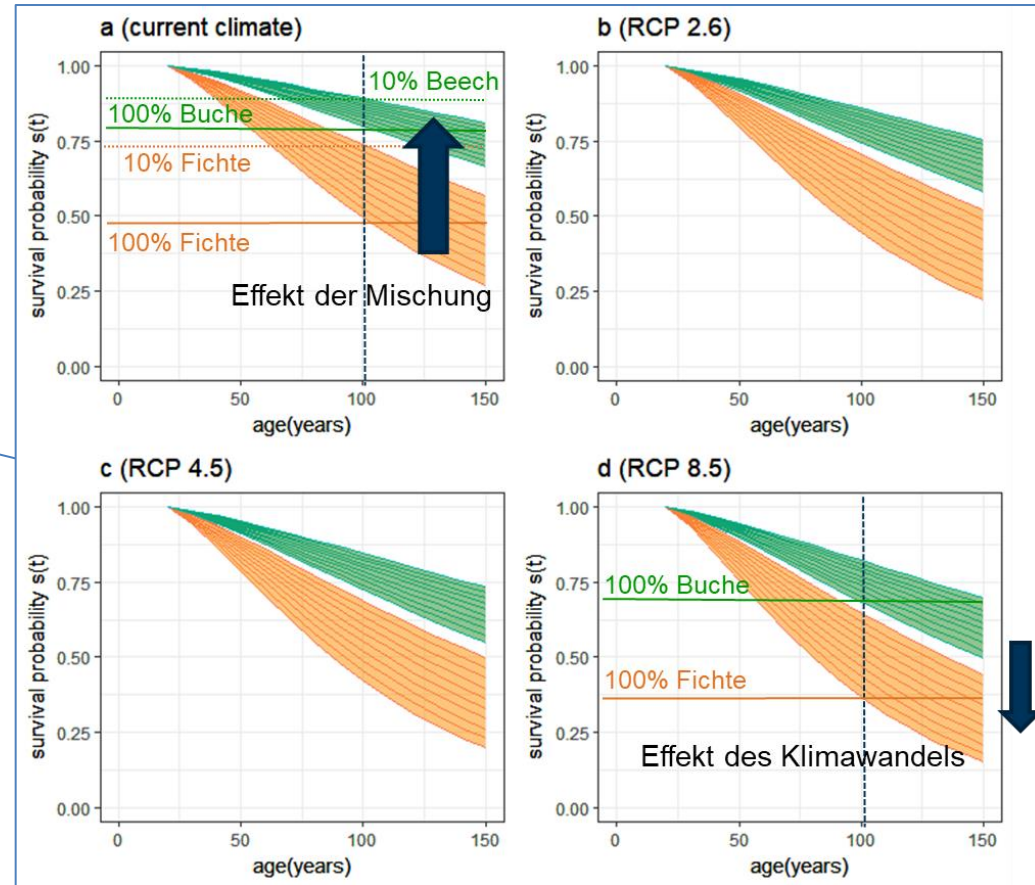 a (current climate)
survival probability s(t)
1.00
0.75
0.50
0.25
0.00
10% Beech
100% Buche
10% Fichte
100% Fichte
Effekt der Mischung
0 50 100 150
age(years)
b (RCP 2.6)
survival probability s(t)
1.00
0.75
0.50
0.25
0.00
0 50 100 150
age(years)
c (RCP 4.5)
survival probability s(t)
1.00
0.75
0.50
0.25
0.00
0 50 100 150
age(years)
d (RCP 8.5)
survival probability s(t)
1.00
0.75
0.50
0.25
0.00
100% Buche
100% Fichte
Effekt des Klimawandels
0 50 100 150
age(years)